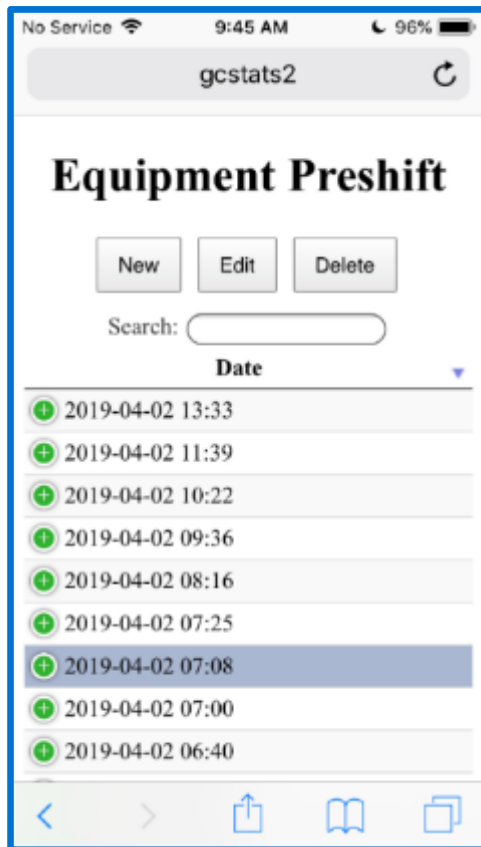 No Service 9:45 AM 96%
gcstats2
Equipment Preshift
New Edit Delete
Search:
Date
2019-04-02 13:33
2019-04-02 11:39
2019-04-02 10:22
2019-04-02 09:36
2019-04-02 08:16
2019-04-02 07:25
2019-04-02 07:08
2019-04-02 07:00
2019-04-02 06:40